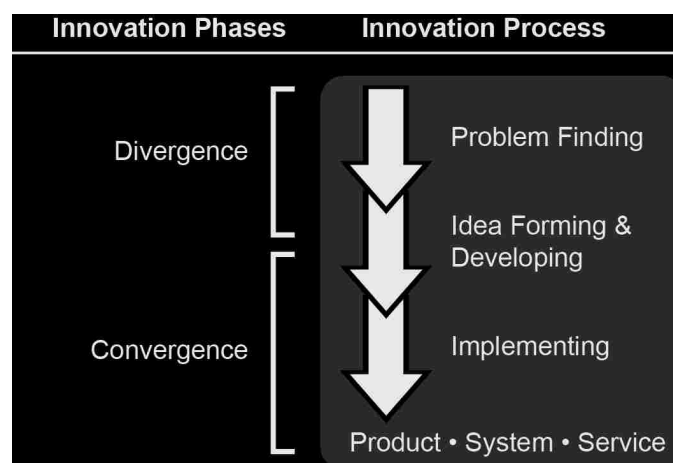 Innovation Phases Innovation Process
Divergence
Problem Finding
Idea Forming &
Developing
Convergence
Implementing
Product • System • Service